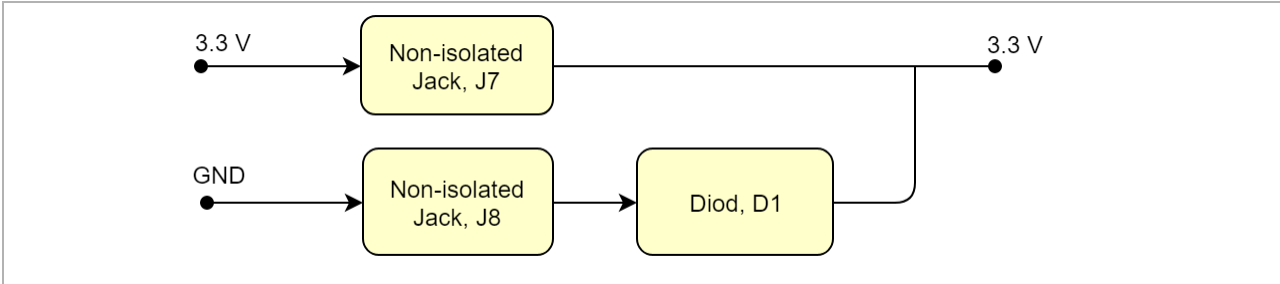 3.3 V
Non-isolated
Jack, J7
3.3 V
GND
Non-isolated
Jack, J8
Diod, D1